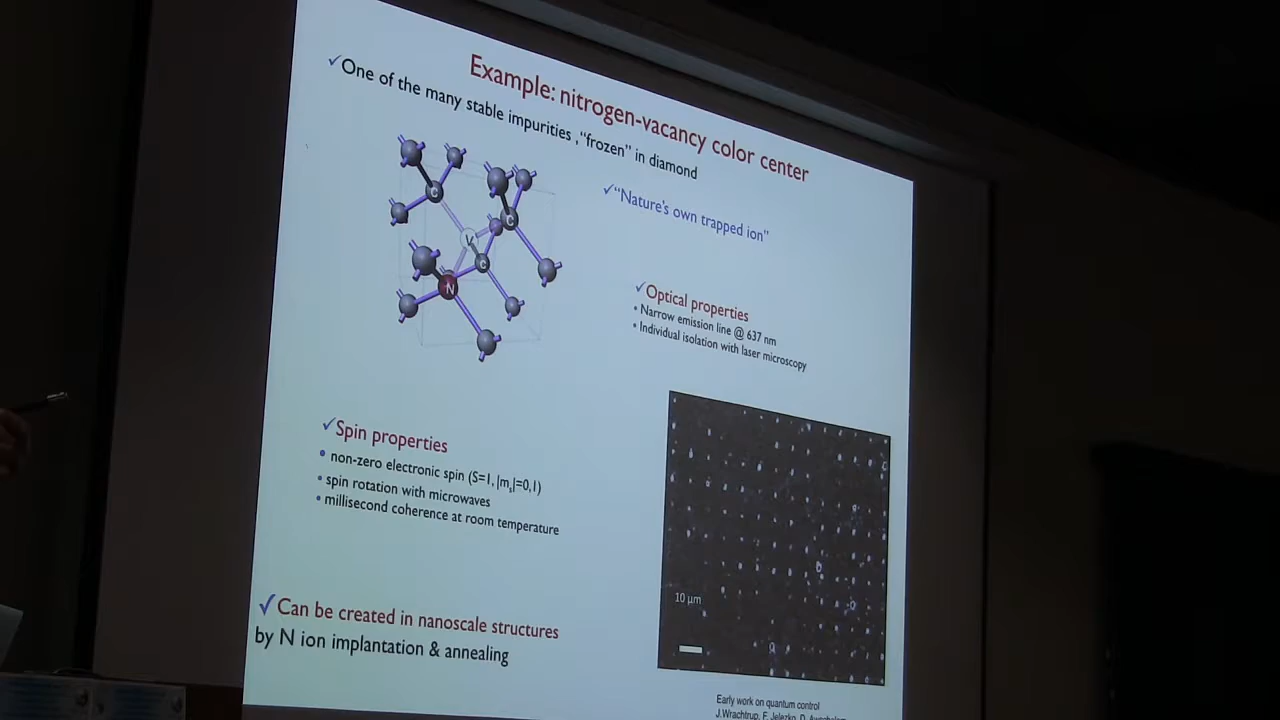 Example: nitrogen-vacancy color center
✓One of the many stable impurities ,“frozen” in diamond
✓“Nature’s own trapped ion”
C
C
V
C
N
✓Optical properties
• Narrow emission line @ 637 nm
• Individual isolation with laser microscopy
✓Spin properties
• non-zero electronic spin (S=1, |mₛ|=0,1)
• spin rotation with microwaves
• millisecond coherence at room temperature
10 µm
✓Can be created in nanoscale structures
by N ion implantation & annealing
Early work on quantum control
J.Wrachtrup, F. Jelezko, D.